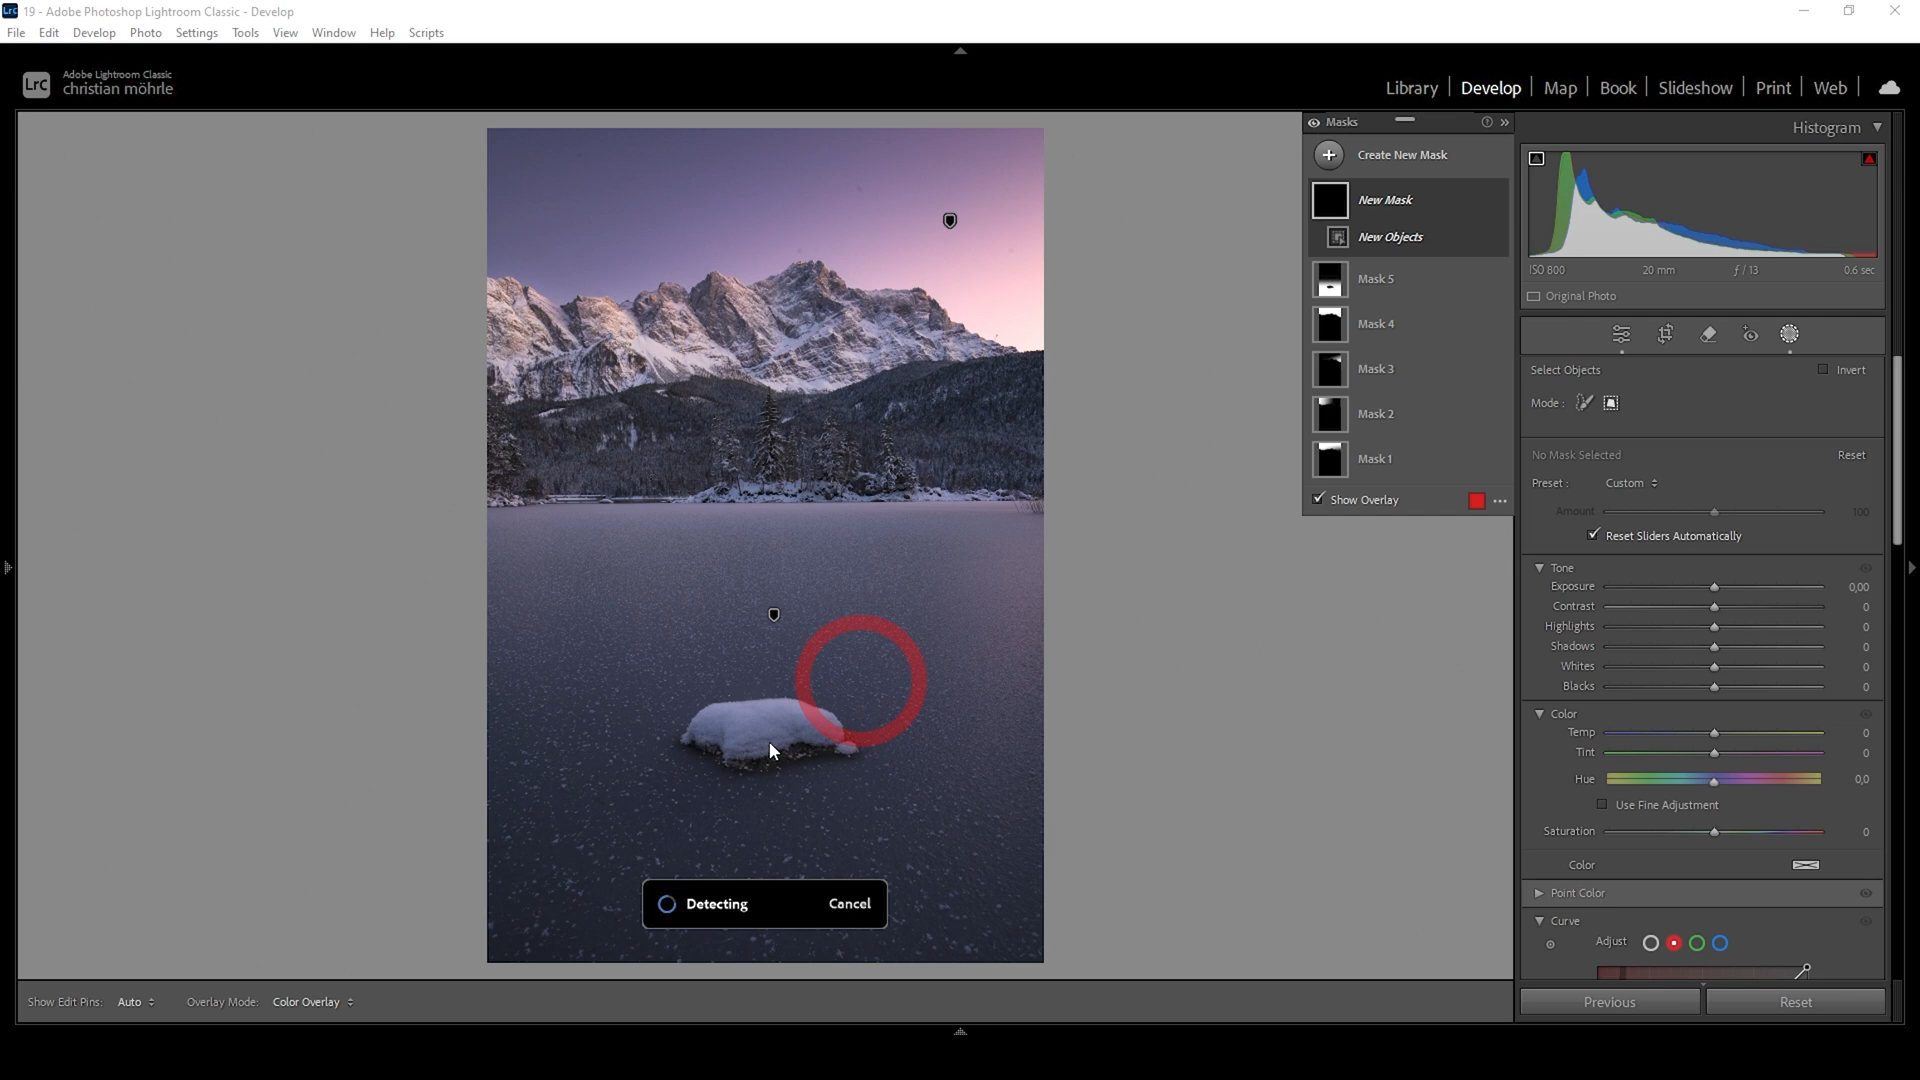 19 - Adobe Photoshop Lightroom Classic - Develop
File Edit Develop Photo Settings Tools View Window Help Scripts
LrC
Adobe Lightroom Classic
christian möhrle
Library Develop Map Book Slideshow Print Web
Masks
Create New Mask
New Mask
New Objects
Mask 5
Mask 4
Mask 3
Mask 2
Mask 1
Show Overlay
Histogram
ISO 800 20 mm ƒ / 13 0.6 sec
Original Photo
Select Objects Invert
Mode :
No Mask Selected Reset
Preset : Custom
Amount 100
Reset Sliders Automatically
Tone
Exposure 0,00
Contrast 0
Highlights 0
Shadows 0
Whites 0
Blacks 0
Color
Temp 0
Tint 0
Hue 0,0
Use Fine Adjustment
Saturation 0
Color
Point Color
Curve
Adjust
Previous Reset
Detecting Cancel
Show Edit Pins: Auto Overlay Mode: Color Overlay